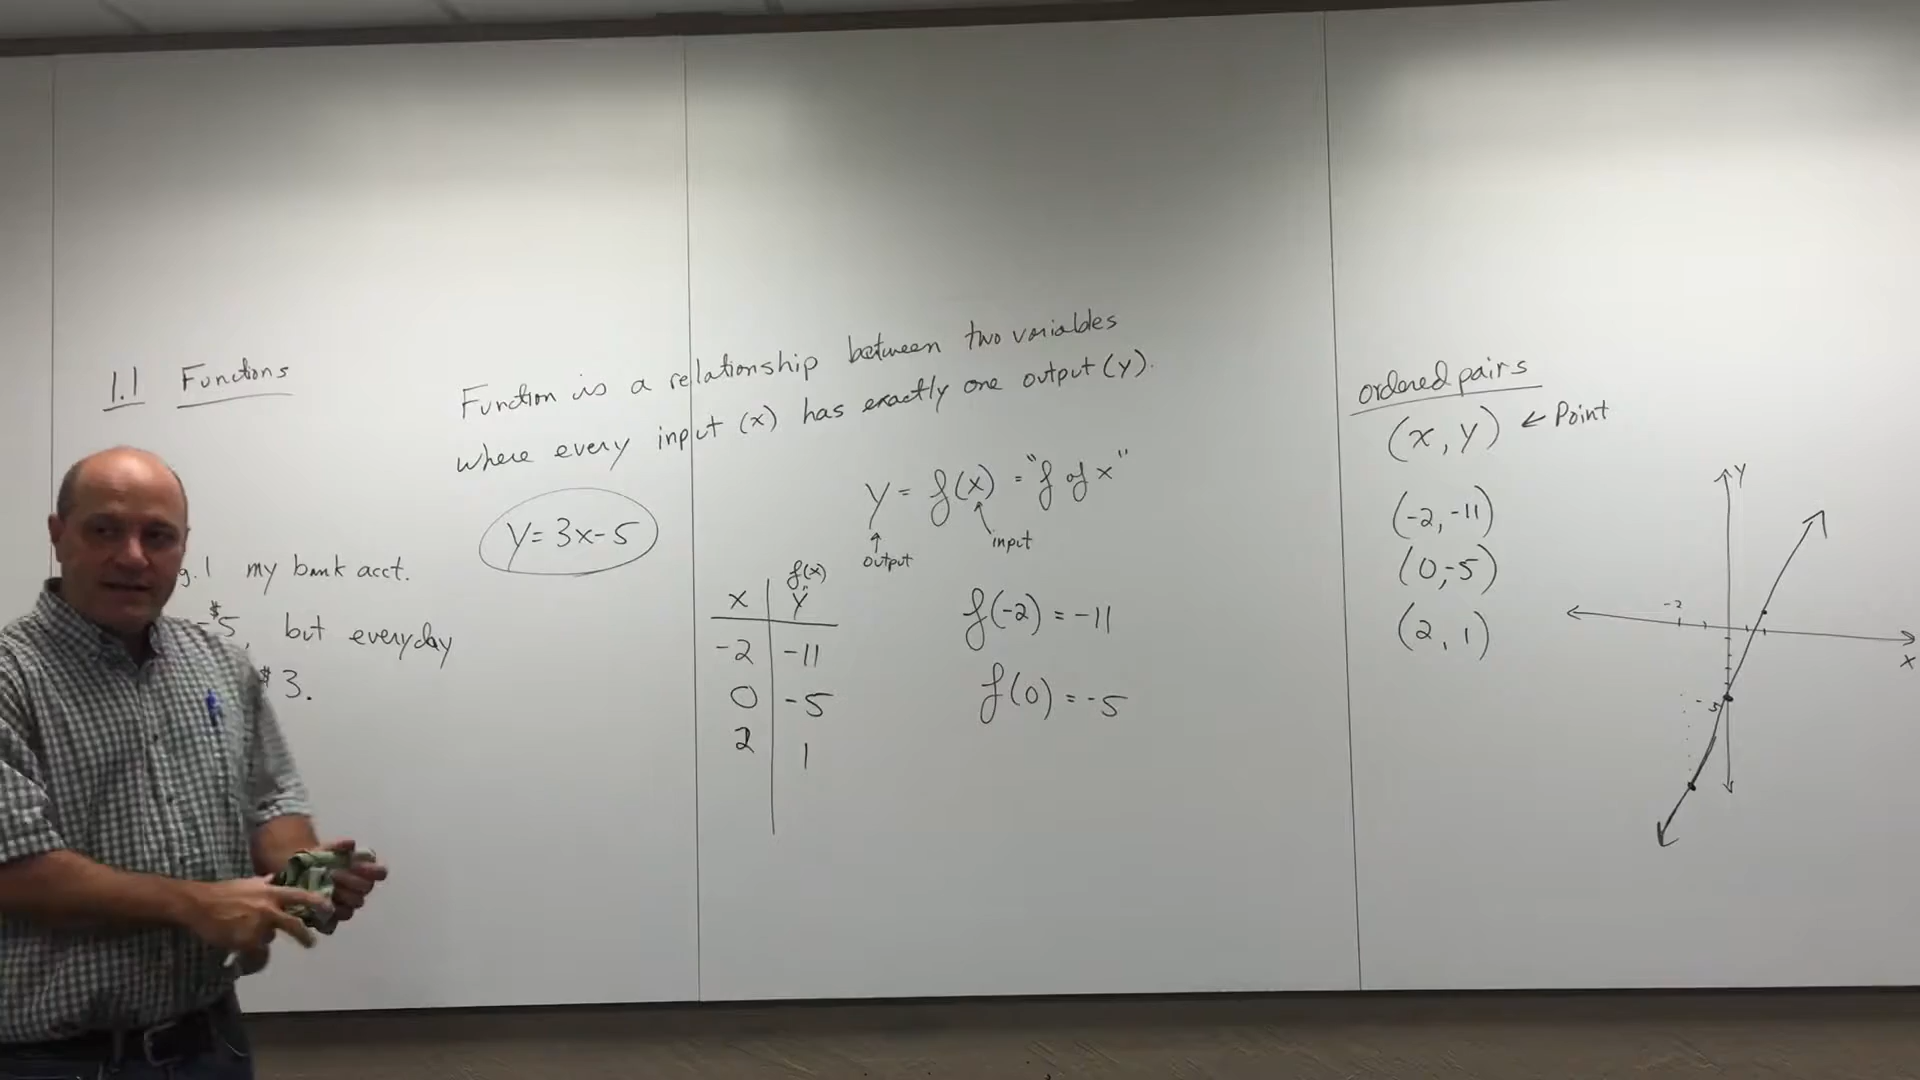 1.1 Functions
Function is a relationship between two variables
where every input (x) has exactly one output (y).
g. 1 my bank acct.
-$5, but everyday
$3.
y = 3x - 5
y = f(x) = "f of x"
output
input
x | f(x)
" y
-2 | -11
0 | -5
2 | 1
f(-2) = -11
f(0) = -5
ordered pairs
(x, y) ← Point
(-2, -11)
(0, -5)
(2, 1)
y
-2
x
-5